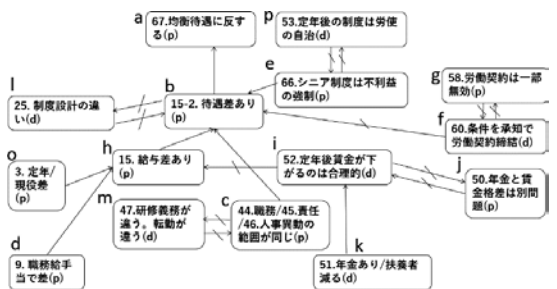 a
67.均衡待遇に反す
る(p)
p
53.定年後の制度は労使の
自治(d)
e
66.シニア制度は不利益
の強制(p)
g
58.労働契約は一部
無効(p)
l
25. 制度設計の違
い(d)
b
15-2. 待遇差あり
(p)
f
60.条件を承知で
労働契約締結(d)
o
3. 定年/
現役差
(p)
h
15. 給与差あり
(p)
i
52.定年後賃金が下
がるのは合理的(d)
j
50.年金と賃
金格差は別問
題(p)
m
47.研修義務が
違う。転勤が
違う(d)
c
44.職務/45.責任
/46.人事異動の
範囲が同じ(p)
d
9. 職務給手
当で差(p)
k
51.年金あり/扶養者
減る(d)